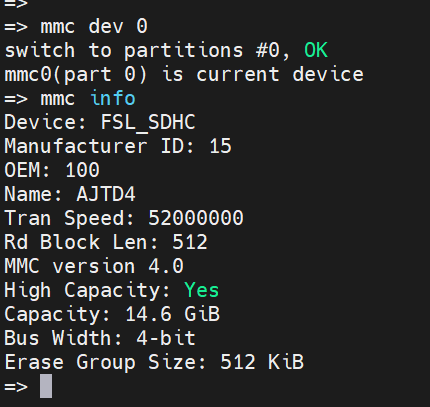 =>
=> mmc dev 0
switch to partitions #0, OK
mmc0(part 0) is current device
=> mmc info
Device: FSL_SDHC
Manufacturer ID: 15
OEM: 100
Name: AJTD4
Tran Speed: 52000000
Rd Block Len: 512
MMC version 4.0
High Capacity: Yes
Capacity: 14.6 GiB
Bus Width: 4-bit
Erase Group Size: 512 KiB
=>